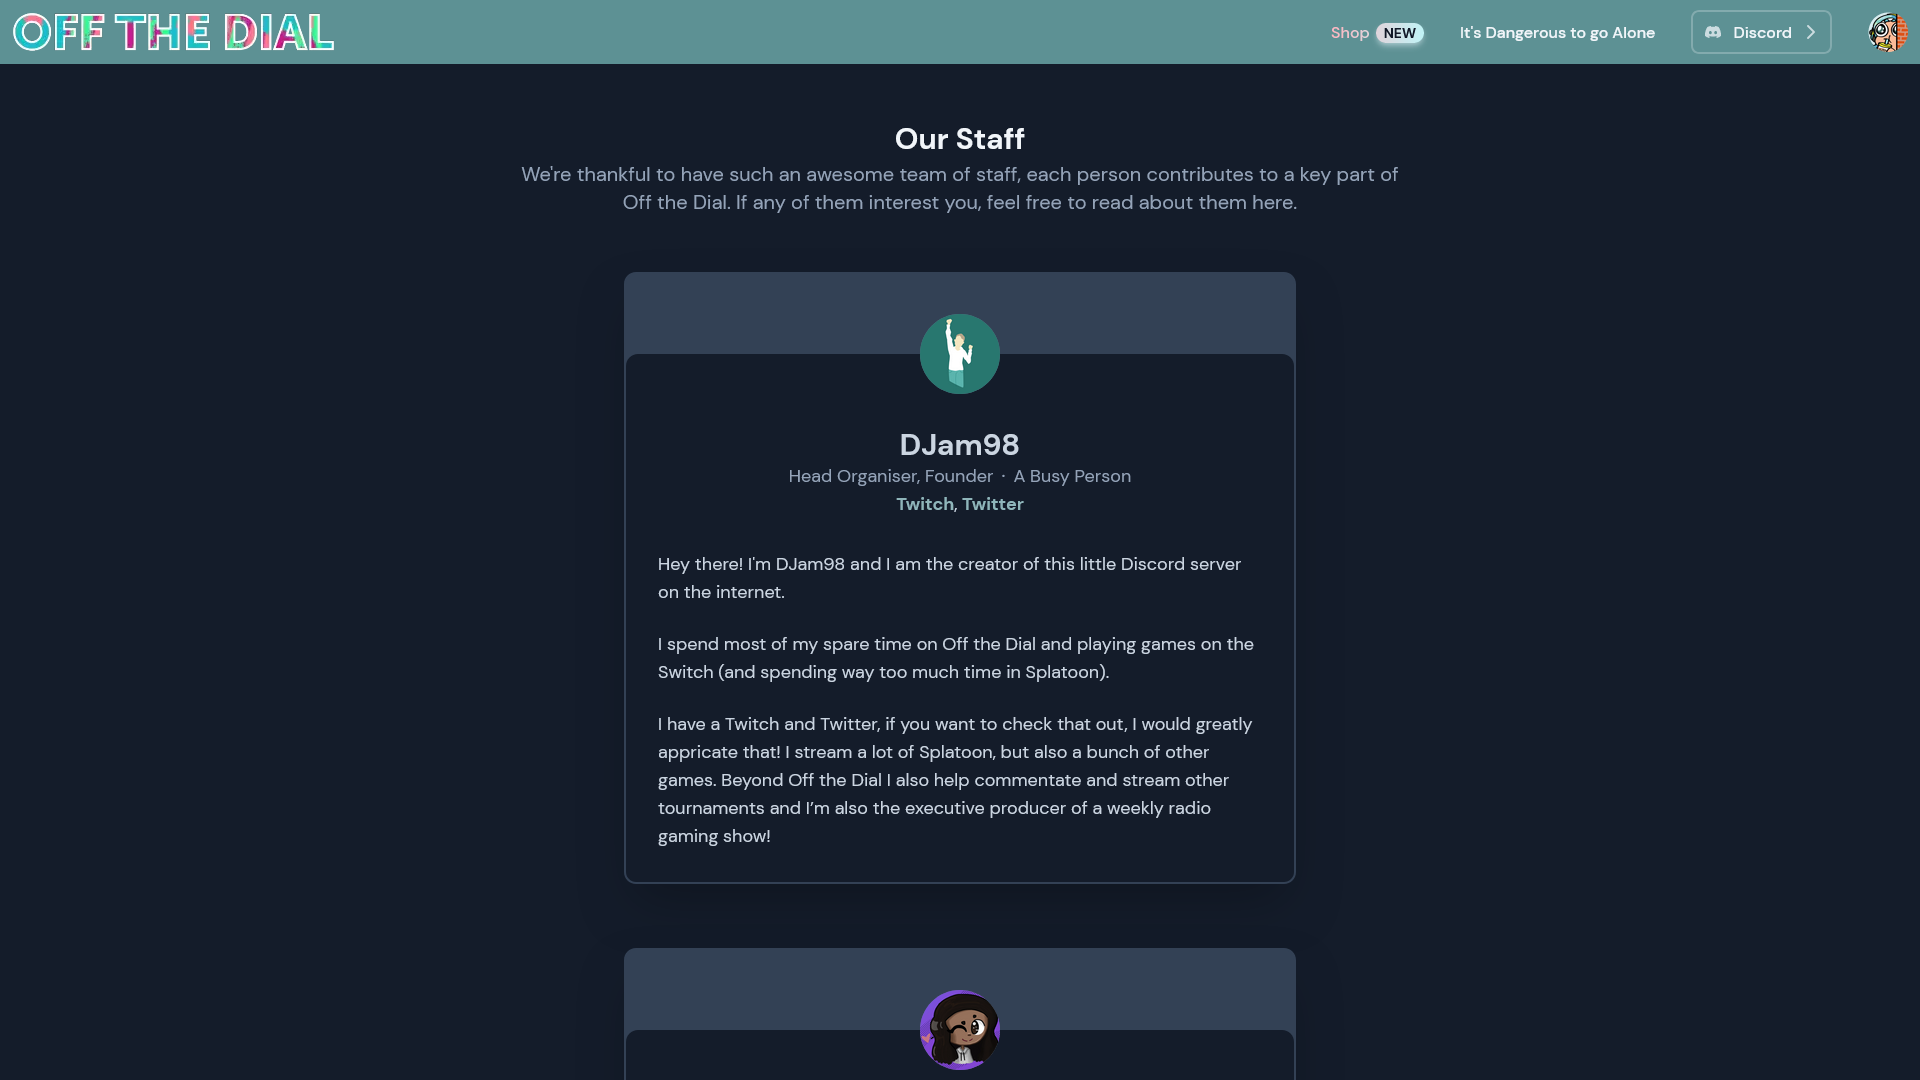 OFF THE DIAL
Shop NEW
It's Dangerous to go Alone
Discord
Our Staff
We're thankful to have such an awesome team of staff, each person contributes to a key part of
Off the Dial. If any of them interest you, feel free to read about them here.
DJam98
Head Organiser, Founder · A Busy Person
Twitch, Twitter
Hey there! I'm DJam98 and I am the creator of this little Discord server
on the internet.
I spend most of my spare time on Off the Dial and playing games on the
Switch (and spending way too much time in Splatoon).
I have a Twitch and Twitter, if you want to check that out, I would greatly
appricate that! I stream a lot of Splatoon, but also a bunch of other
games. Beyond Off the Dial I also help commentate and stream other
tournaments and I’m also the executive producer of a weekly radio
gaming show!